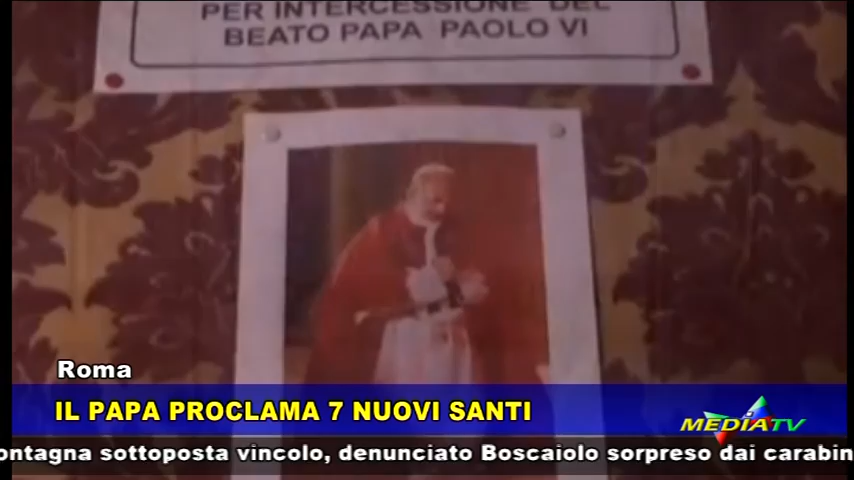 PER INTERCESSIONE DEL
BEATO PAPA PAOLO VI
Roma
IL PAPA PROCLAMA 7 NUOVI SANTI
MEDIATV
ontagna sottoposta vincolo, denunciato Boscaiolo sorpreso dai carabin